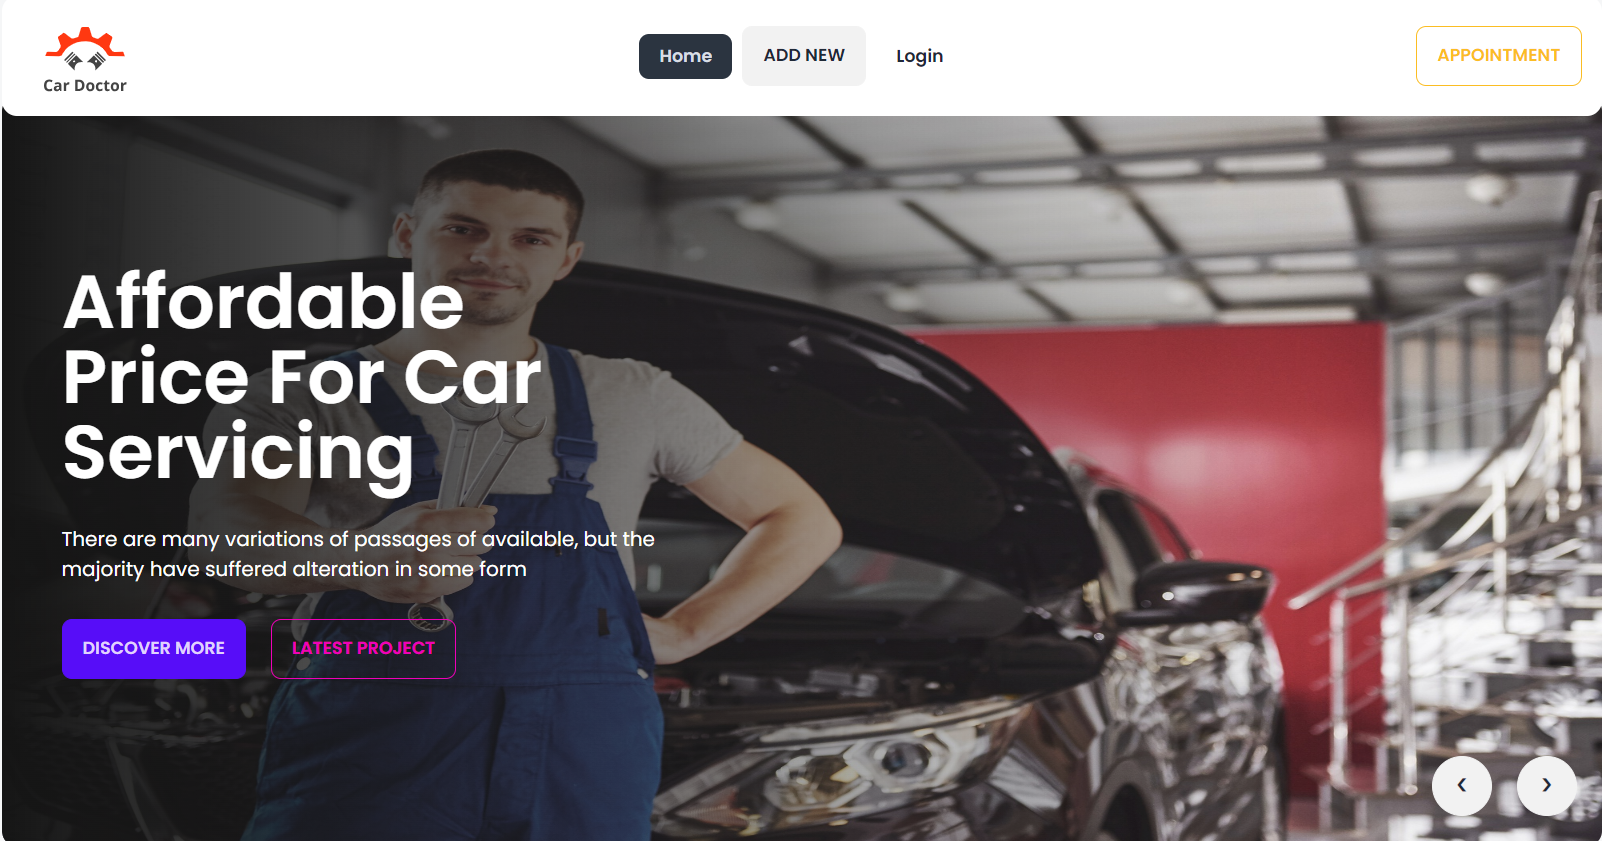 Car Doctor
Home
ADD NEW
Login
APPOINTMENT
Affordable
Price For Car
Servicing
There are many variations of passages of available, but the
majority have suffered alteration in some form
DISCOVER MORE
LATEST PROJECT
❮
❯